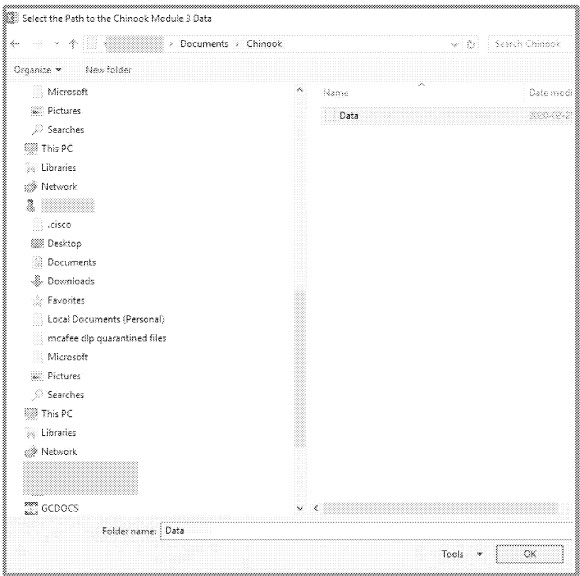 Select the Path to the Chinook Module 3 Data
Documents › Chinook
Search Chinook
Organize
New folder
Name
Date modi
Data
Microsoft
Pictures
Searches
This PC
Libraries
Network
.cisco
Desktop
Documents
Downloads
Favorites
Local Documents (Personal)
mcafee dlp quarantined files
Microsoft
Pictures
Searches
This PC
Libraries
Network
GCDOCS
Folder name: Data
Tools
OK